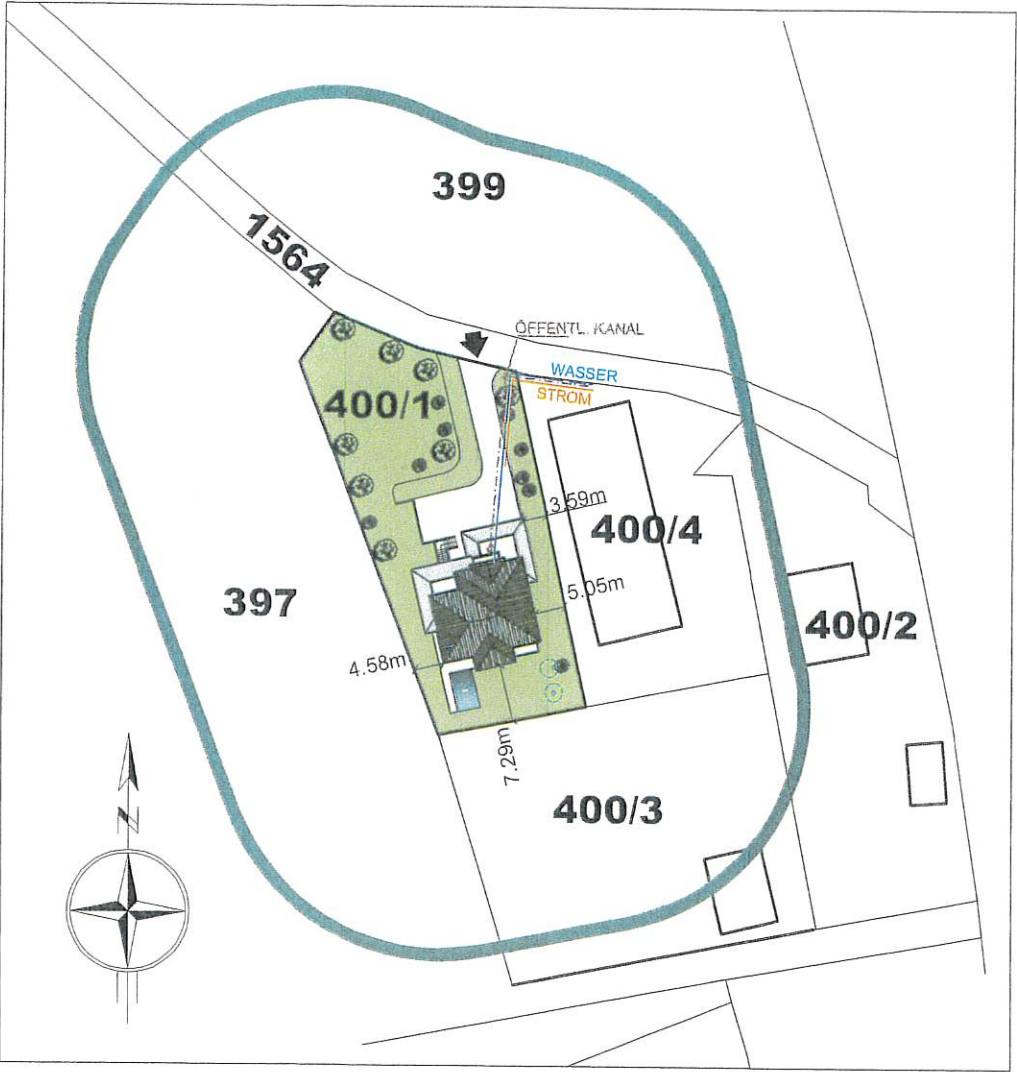 399
1564
ÖFFENTL. KANAL
WASSER
STROM
400/1
3.59m
400/4
5.05m
397
400/2
4.58m
7.29m
400/3
N